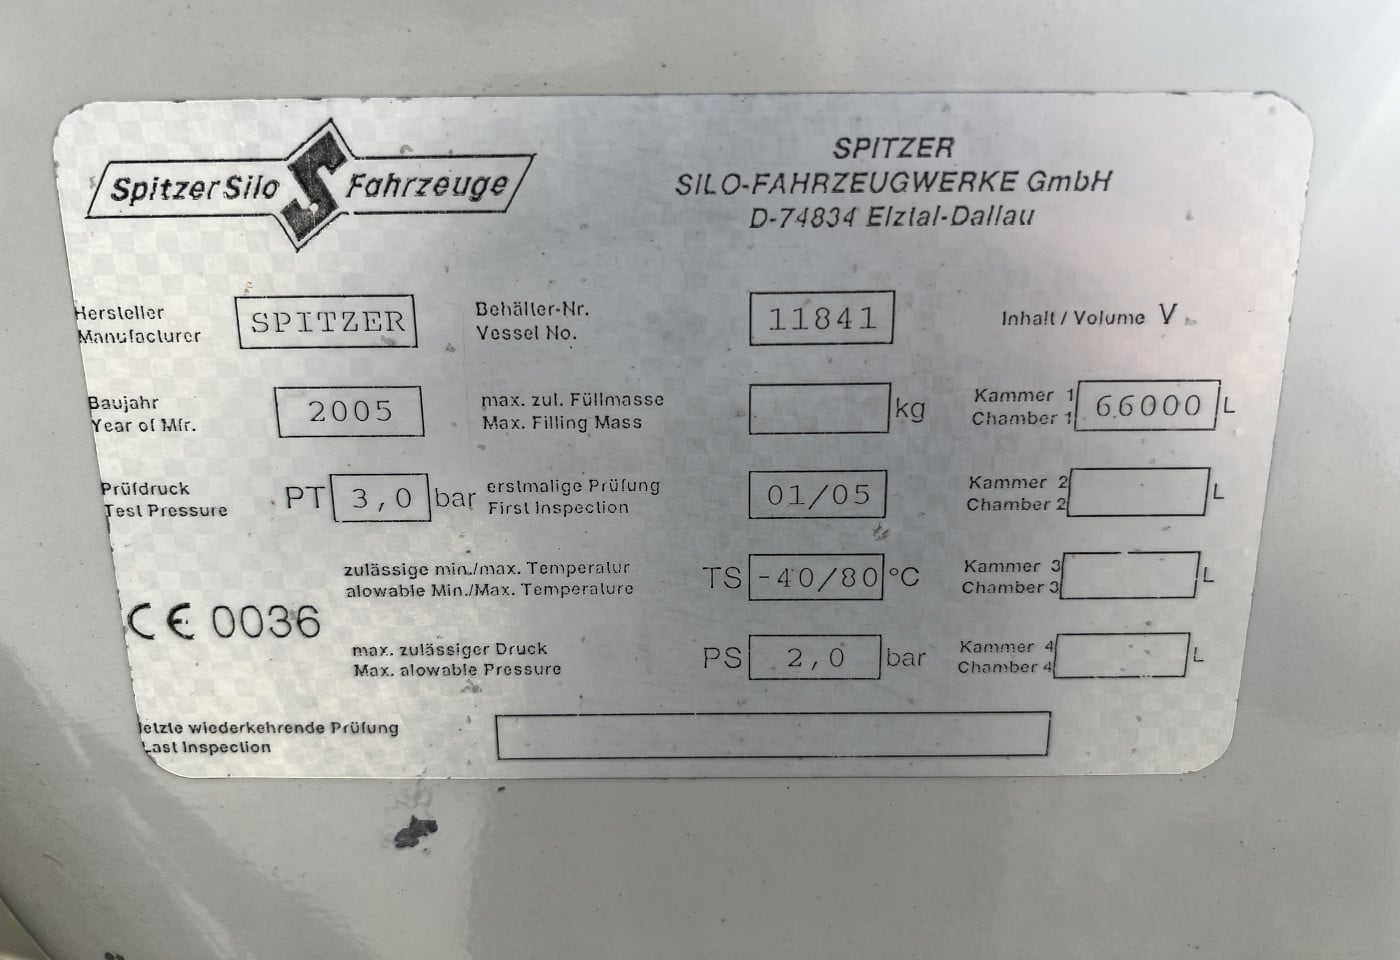 SpitzerSilo S Fahrzeuge
SPITZER
SILO-FAHRZEUGWERKE GmbH
D-74834 Elztal-Dallau
Hersteller
Manufacturer
SPITZER
Behälter-Nr.
Vessel No.
11841
Inhalt / Volume V
Baujahr
Year of Mfr.
2005
max. zul. Füllmasse
Max. Filling Mass
kg
Kammer 1
Chamber 1
66000 L
Prüfdruck
Test Pressure
PT 3,0 bar
erstmalige Prüfung
First Inspection
01/05
Kammer 2
Chamber 2
L
zulässige min./max. Temperatur
alowable Min./Max. Temperature
TS -40/80 °C
Kammer 3
Chamber 3
L
CE 0036
max. zulässiger Druck
Max. alowable Pressure
PS 2,0 bar
Kammer 4
Chamber 4
L
letzte wiederkehrende Prüfung
Last Inspection